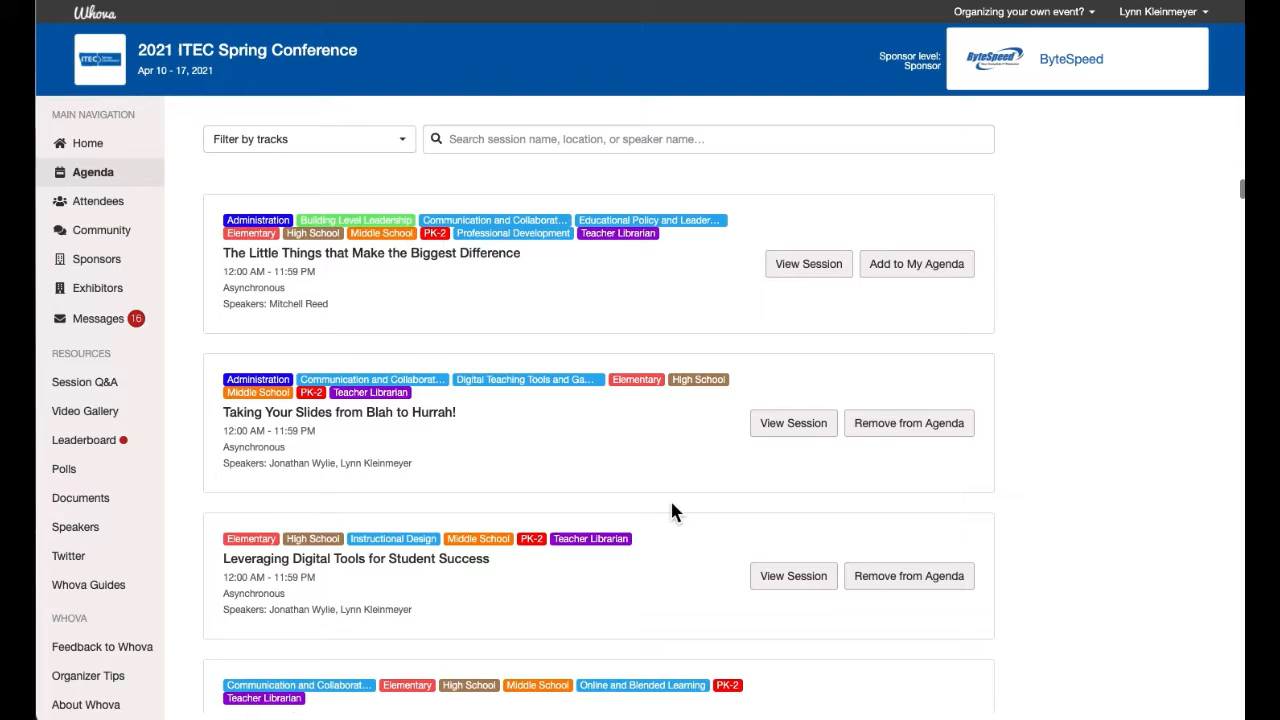 Whova
Organizing your own event?
Lynn Kleinmeyer
ITEC
2021 ITEC Spring Conference
Apr 10 - 17, 2021
Sponsor level:
Sponsor
ByteSpeed
ByteSpeed
MAIN NAVIGATION
Home
Agenda
Attendees
Community
Sponsors
Exhibitors
Messages 16
RESOURCES
Session Q&A
Video Gallery
Leaderboard
Polls
Documents
Speakers
Twitter
Whova Guides
WHOVA
Feedback to Whova
Organizer Tips
About Whova
Filter by tracks
Search session name, location, or speaker name...
Administration Building Level Leadership Communication and Collaborat... Educational Policy and Leader...
Elementary High School Middle School PK-2 Professional Development Teacher Librarian
The Little Things that Make the Biggest Difference
12:00 AM - 11:59 PM
Asynchronous
Speakers: Mitchell Reed
View Session Add to My Agenda
Administration Communication and Collaborat... Digital Teaching Tools and Ga... Elementary High School
Middle School PK-2 Teacher Librarian
Taking Your Slides from Blah to Hurrah!
12:00 AM - 11:59 PM
Asynchronous
Speakers: Jonathan Wylie, Lynn Kleinmeyer
View Session Remove from Agenda
Elementary High School Instructional Design Middle School PK-2 Teacher Librarian
Leveraging Digital Tools for Student Success
12:00 AM - 11:59 PM
Asynchronous
Speakers: Jonathan Wylie, Lynn Kleinmeyer
View Session Remove from Agenda
Communication and Collaborat... Elementary High School Middle School Online and Blended Learning PK-2
Teacher Librarian